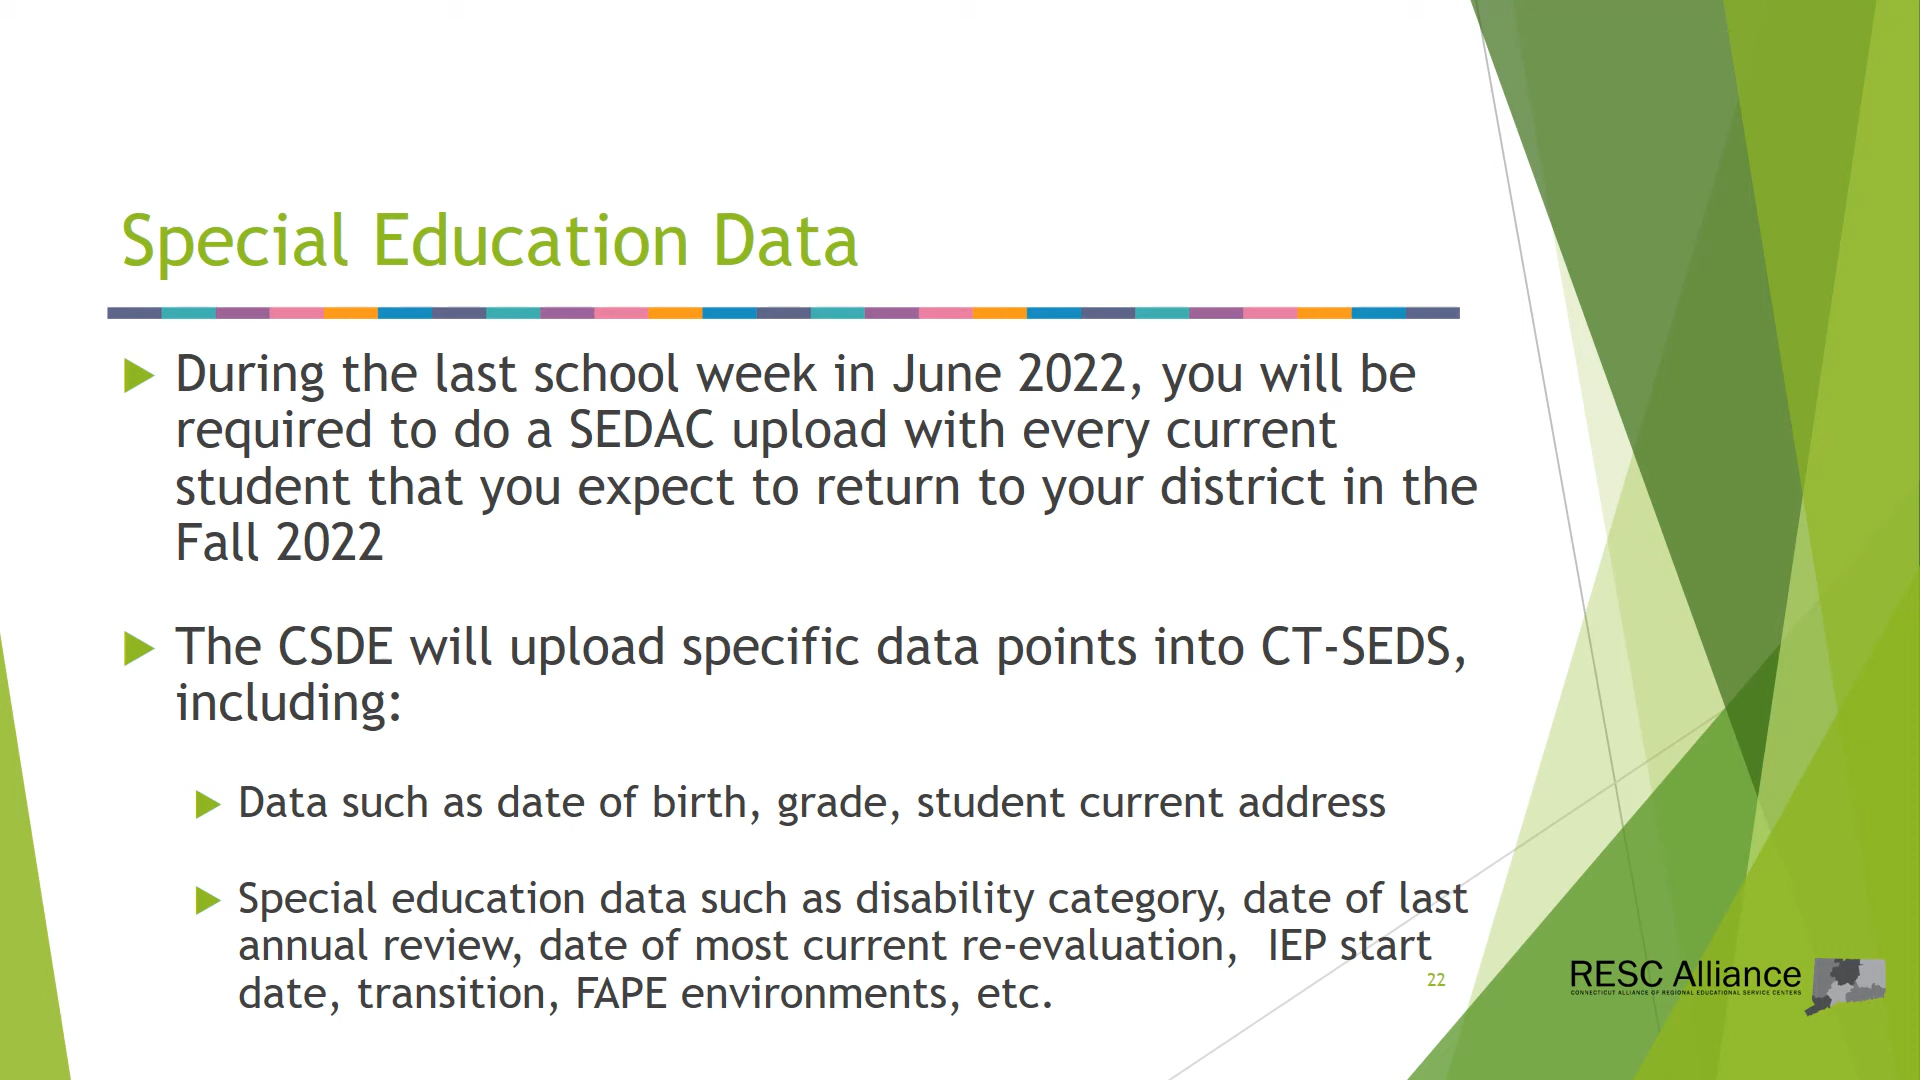 Special Education Data
During the last school week in June 2022, you will be
required to do a SEDAC upload with every current
student that you expect to return to your district in the
Fall 2022
The CSDE will upload specific data points into CT-SEDS,
including:
Data such as date of birth, grade, student current address
Special education data such as disability category, date of last
annual review, date of most current re-evaluation,  IEP start
date, transition, FAPE environments, etc.
22
RESC Alliance
CONNECTICUT ALLIANCE OF REGIONAL EDUCATIONAL SERVICE CENTERS